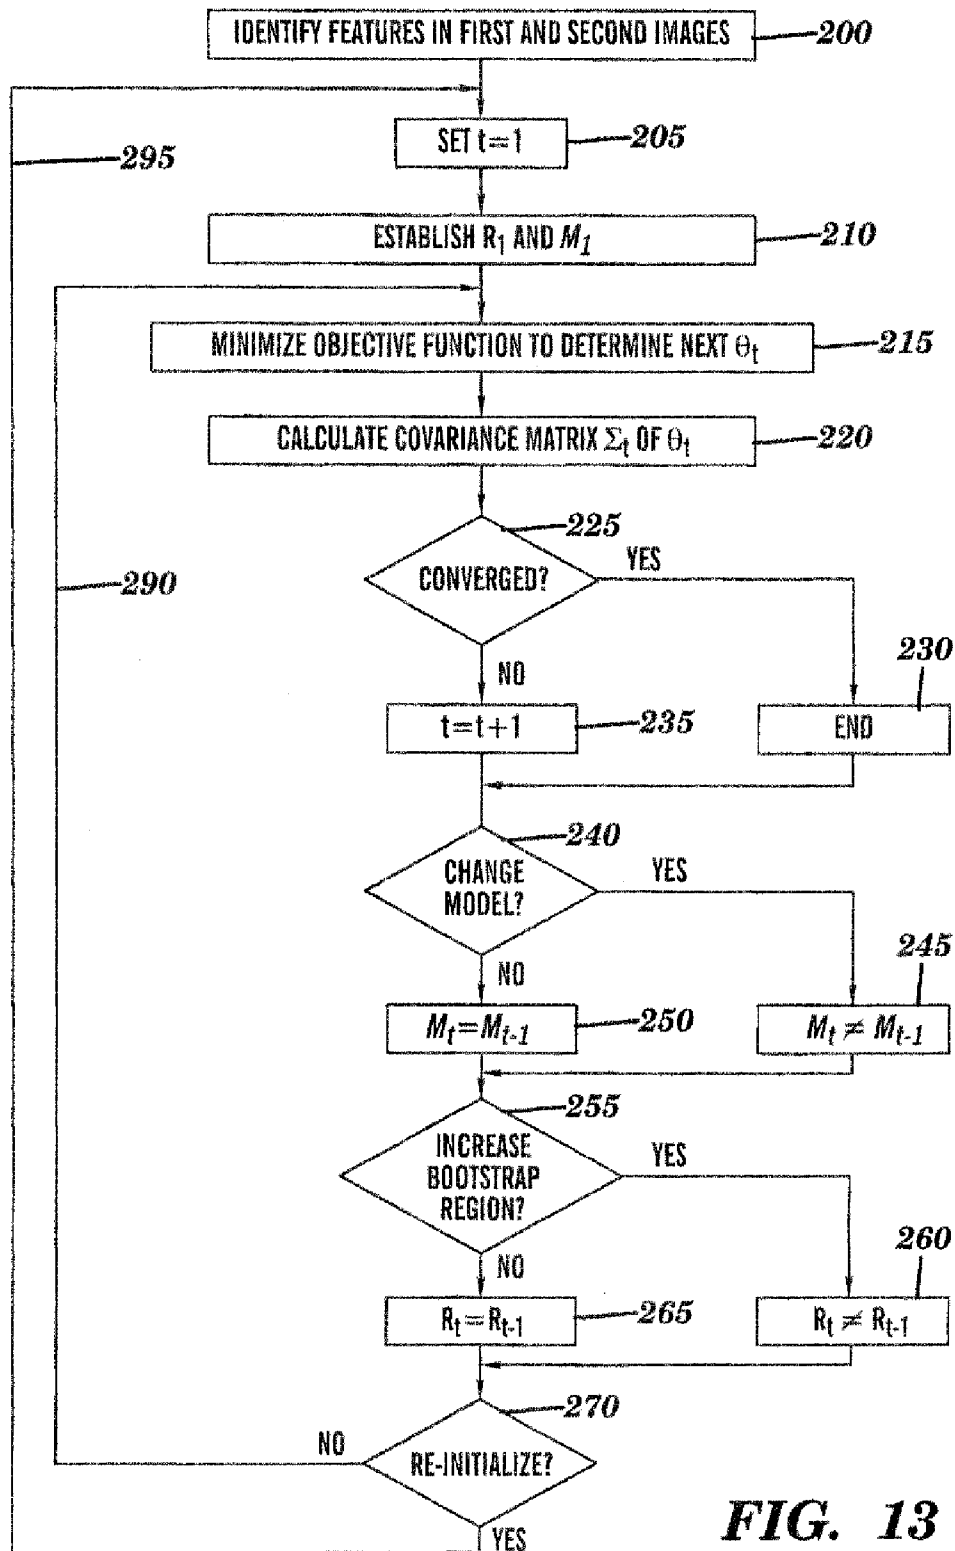 IDENTIFY FEATURES IN FIRST AND SECOND IMAGES
200
SET t=1
205
295
ESTABLISH R1 AND M1
210
MINIMIZE OBJECTIVE FUNCTION TO DETERMINE NEXT θt
215
CALCULATE COVARIANCE MATRIX Σt OF θt
220
225
CONVERGED?
YES
290
NO
230
t=t+1
235
END
240
CHANGE
MODEL?
YES
NO
245
Mt=Mt-1
250
Mt ≠ Mt-1
255
INCREASE
BOOTSTRAP
REGION?
YES
NO
260
Rt=Rt-1
265
Rt ≠ Rt-1
270
NO
RE-INITIALIZE?
YES
FIG. 13